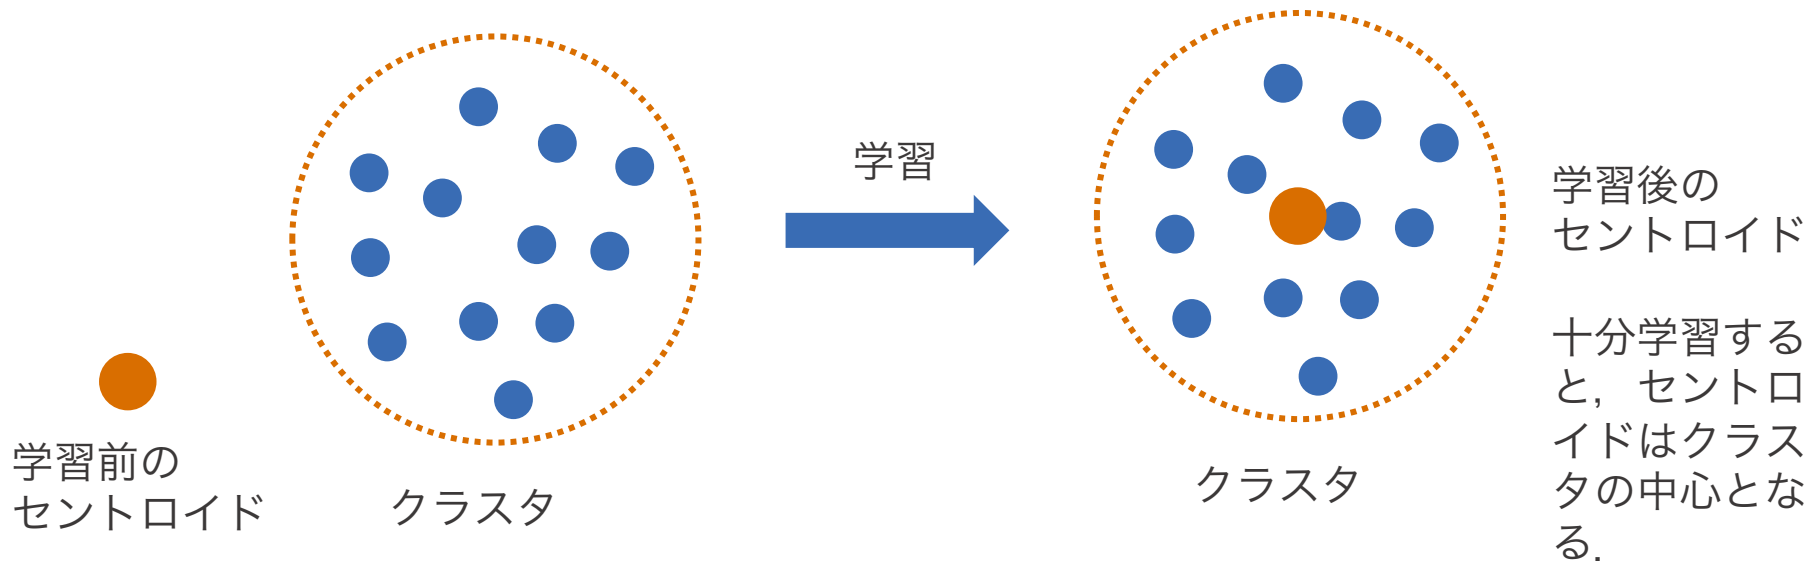 学習前の
セントロイド
クラスタ
学習
クラスタ
学習後の
セントロイド
十分学習する
と，セントロ
イドはクラス
タの中心とな
る．